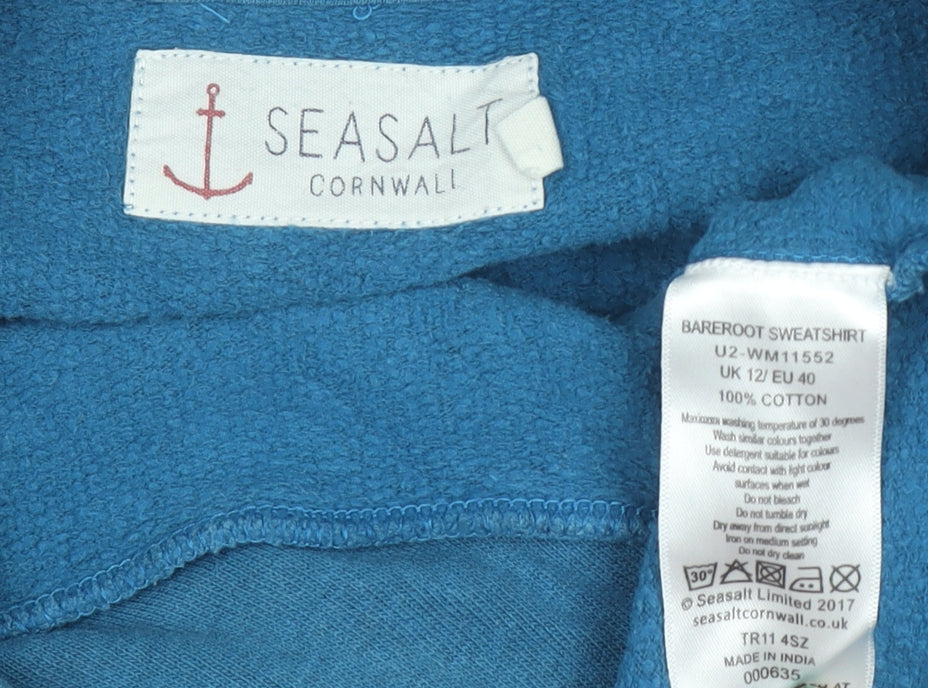 SEASALT
CORNWALL
BAREROOT SWEATSHIRT
U2-WM11552
UK 12/ EU 40
100% COTTON
Maximum washing temperature of 30 degrees
Wash similar colours together
Use detergent suitable for colours
Avoid contact with light colour
surfaces when wet
Do not bleach
Do not tumble dry
Dry away from direct sunlight
Iron on medium setting
Do not dry clean
30°
© Seasalt Limited 2017
seasaltcornwall.co.uk
TR11 4SZ
MADE IN INDIA
000635
AT